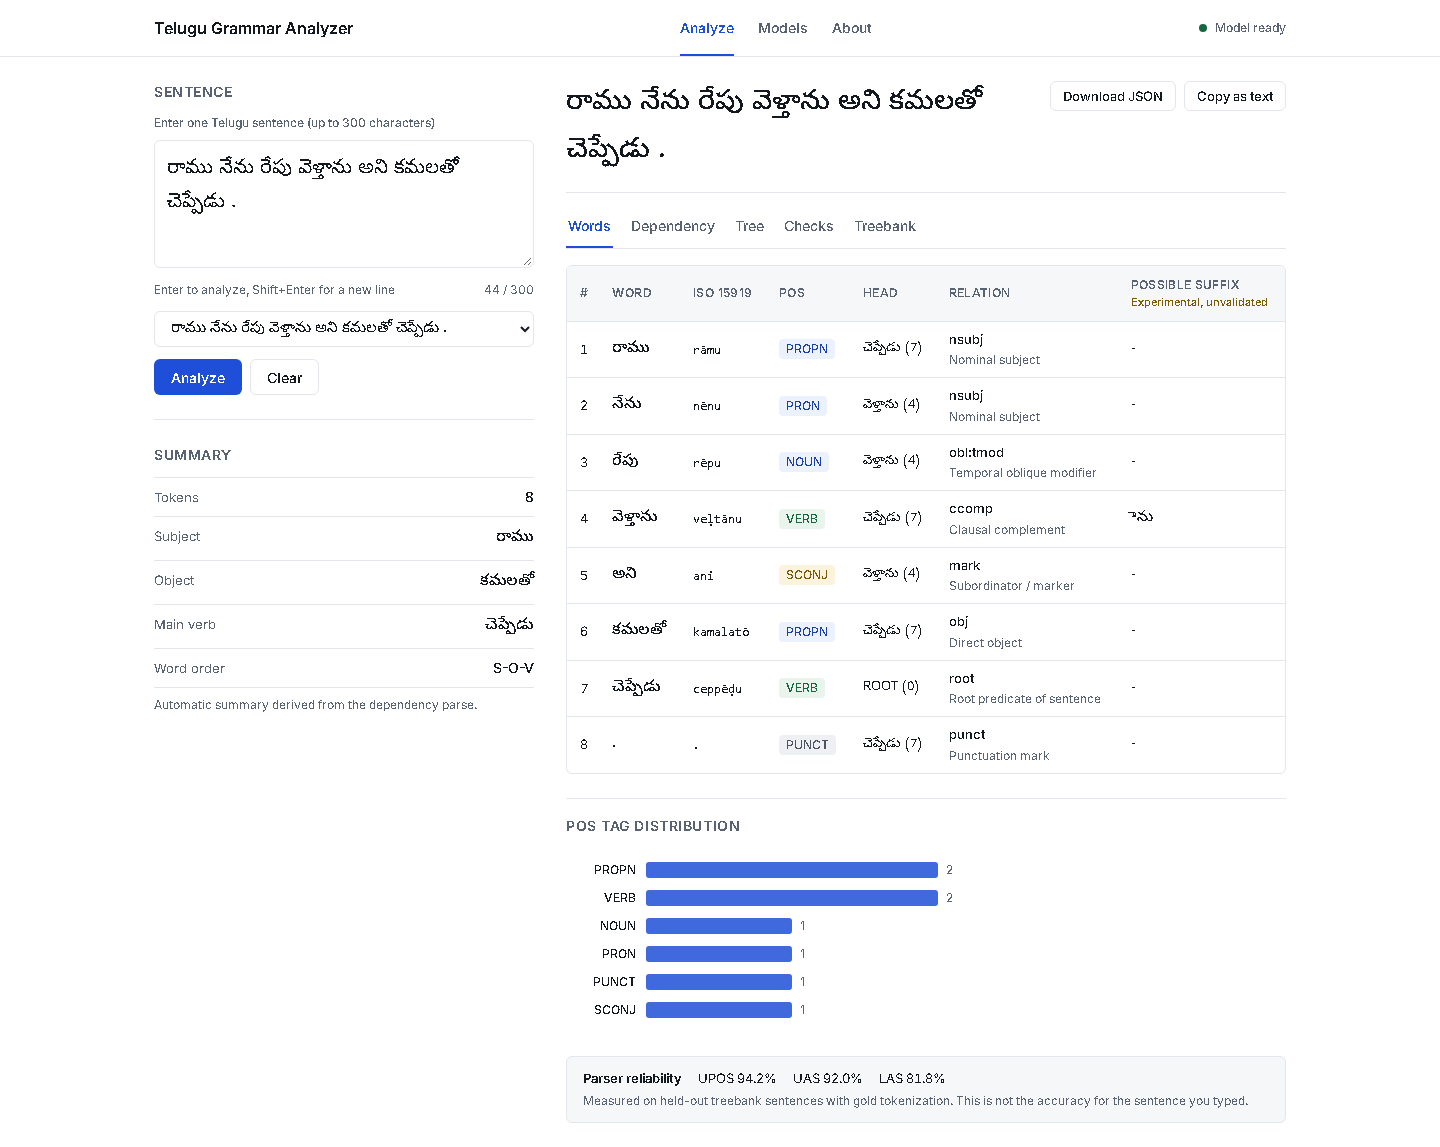 Telugu Grammar Analyzer
Analyze
Models
About
Model ready
SENTENCE
Enter one Telugu sentence (up to 300 characters)
రాము నేను రేపు వెళ్తాను అని కమలతో
చెప్పేడు .
Enter to analyze, Shift+Enter for a new line
44 / 300
రాము నేను రేపు వెళ్తాను అని కమలతో చెప్పేడు .
Analyze
Clear
SUMMARY
Tokens 8
Subject రాము
Object కమలతో
Main verb చెప్పేడు
Word order S-O-V
Automatic summary derived from the dependency parse.
రాము నేను రేపు వెళ్తాను అని కమలతో
చెప్పేడు .
Download JSON
Copy as text
Words
Dependency
Tree
Checks
Treebank
# WORD ISO 15919 POS HEAD RELATION POSSIBLE SUFFIX
Experimental, unvalidated
1 రాము rāmu PROPN చెప్పేడు (7) nsubj -
Nominal subject
2 నేను nēnu PRON వెళ్తాను (4) nsubj -
Nominal subject
3 రేపు rēpu NOUN వెళ్తాను (4) obl:tmod -
Temporal oblique modifier
4 వెళ్తాను veḷtānu VERB చెప్పేడు (7) ccomp ాను
Clausal complement
5 అని ani SCONJ వెళ్తాను (4) mark -
Subordinator / marker
6 కమలతో kamalatō PROPN చెప్పేడు (7) obj -
Direct object
7 చెప్పేడు ceppēḍu VERB ROOT (0) root -
Root predicate of sentence
8 . . PUNCT చెప్పేడు (7) punct -
Punctuation mark
POS TAG DISTRIBUTION
PROPN 2
VERB 2
NOUN 1
PRON 1
PUNCT 1
SCONJ 1
Parser reliability UPOS 94.2% UAS 92.0% LAS 81.8%
Measured on held-out treebank sentences with gold tokenization. This is not the accuracy for the sentence you typed.